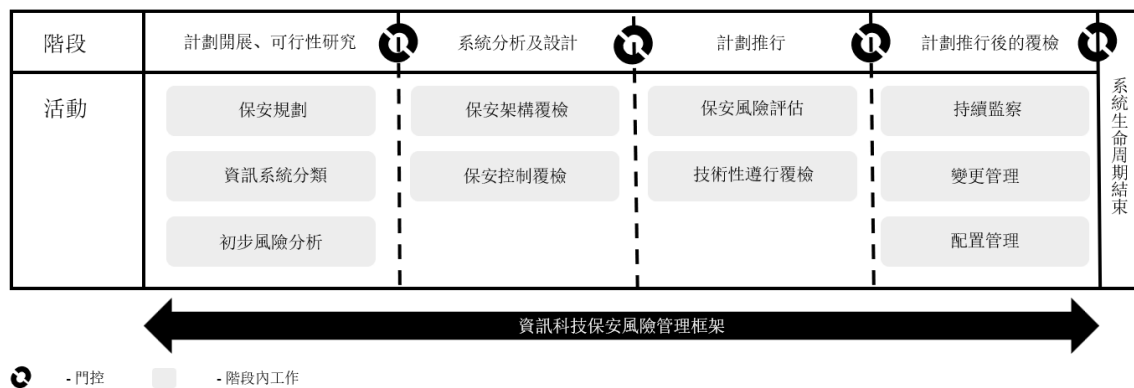 階段
計劃開展、可行性研究
系統分析及設計
計劃推行
計劃推行後的覆檢
活動
保安規劃
資訊系統分類
初步風險分析
保安架構覆檢
保安控制覆檢
保安風險評估
技術性遵行覆檢
持續監察
變更管理
配置管理
系統生命周期結束
資訊科技保安風險管理框架
- 門控
- 階段內工作